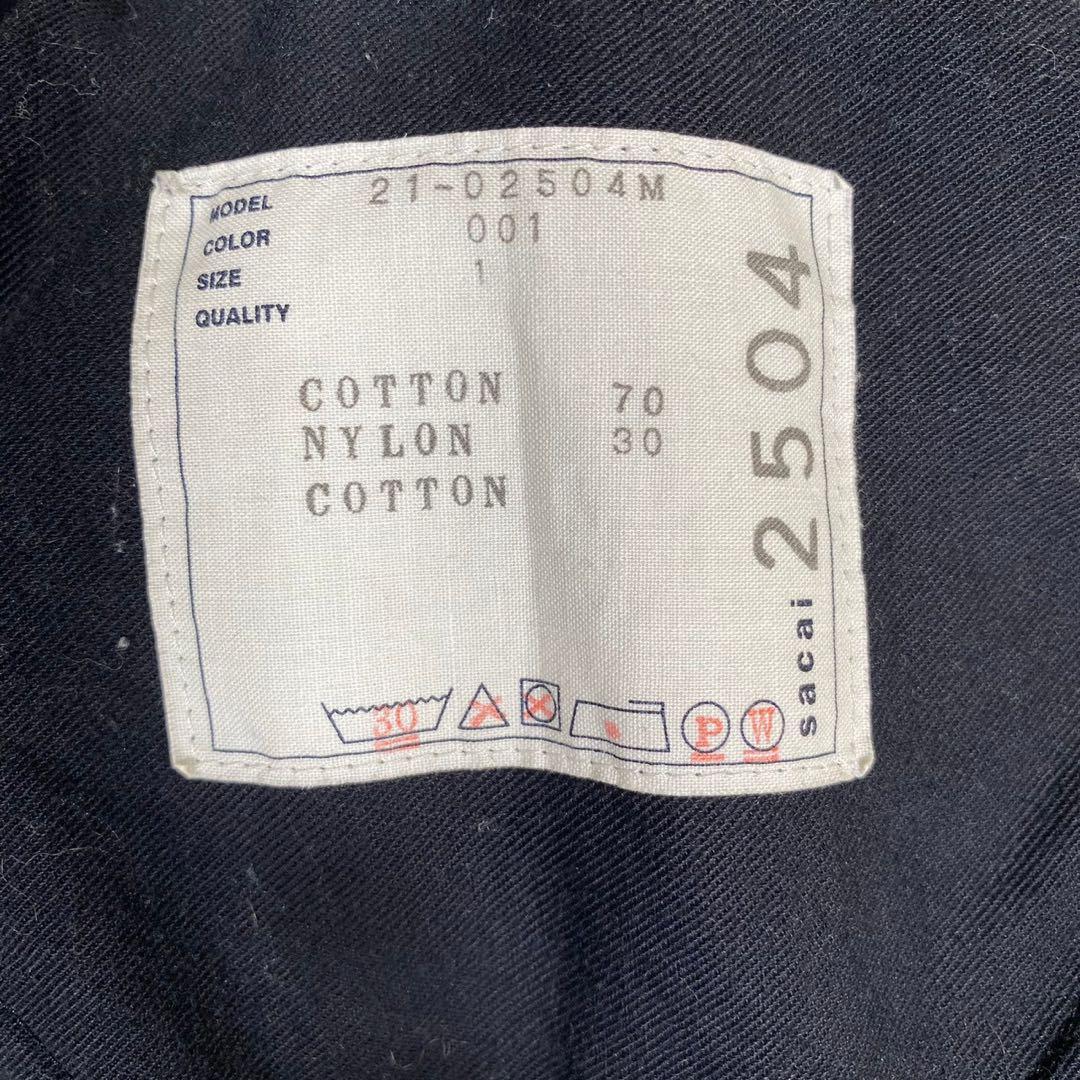 MODEL 21-02504M
COLOR 001
SIZE 1
QUALITY
COTTON 70
NYLON 30
COTTON
30
P
W
sacai 2504